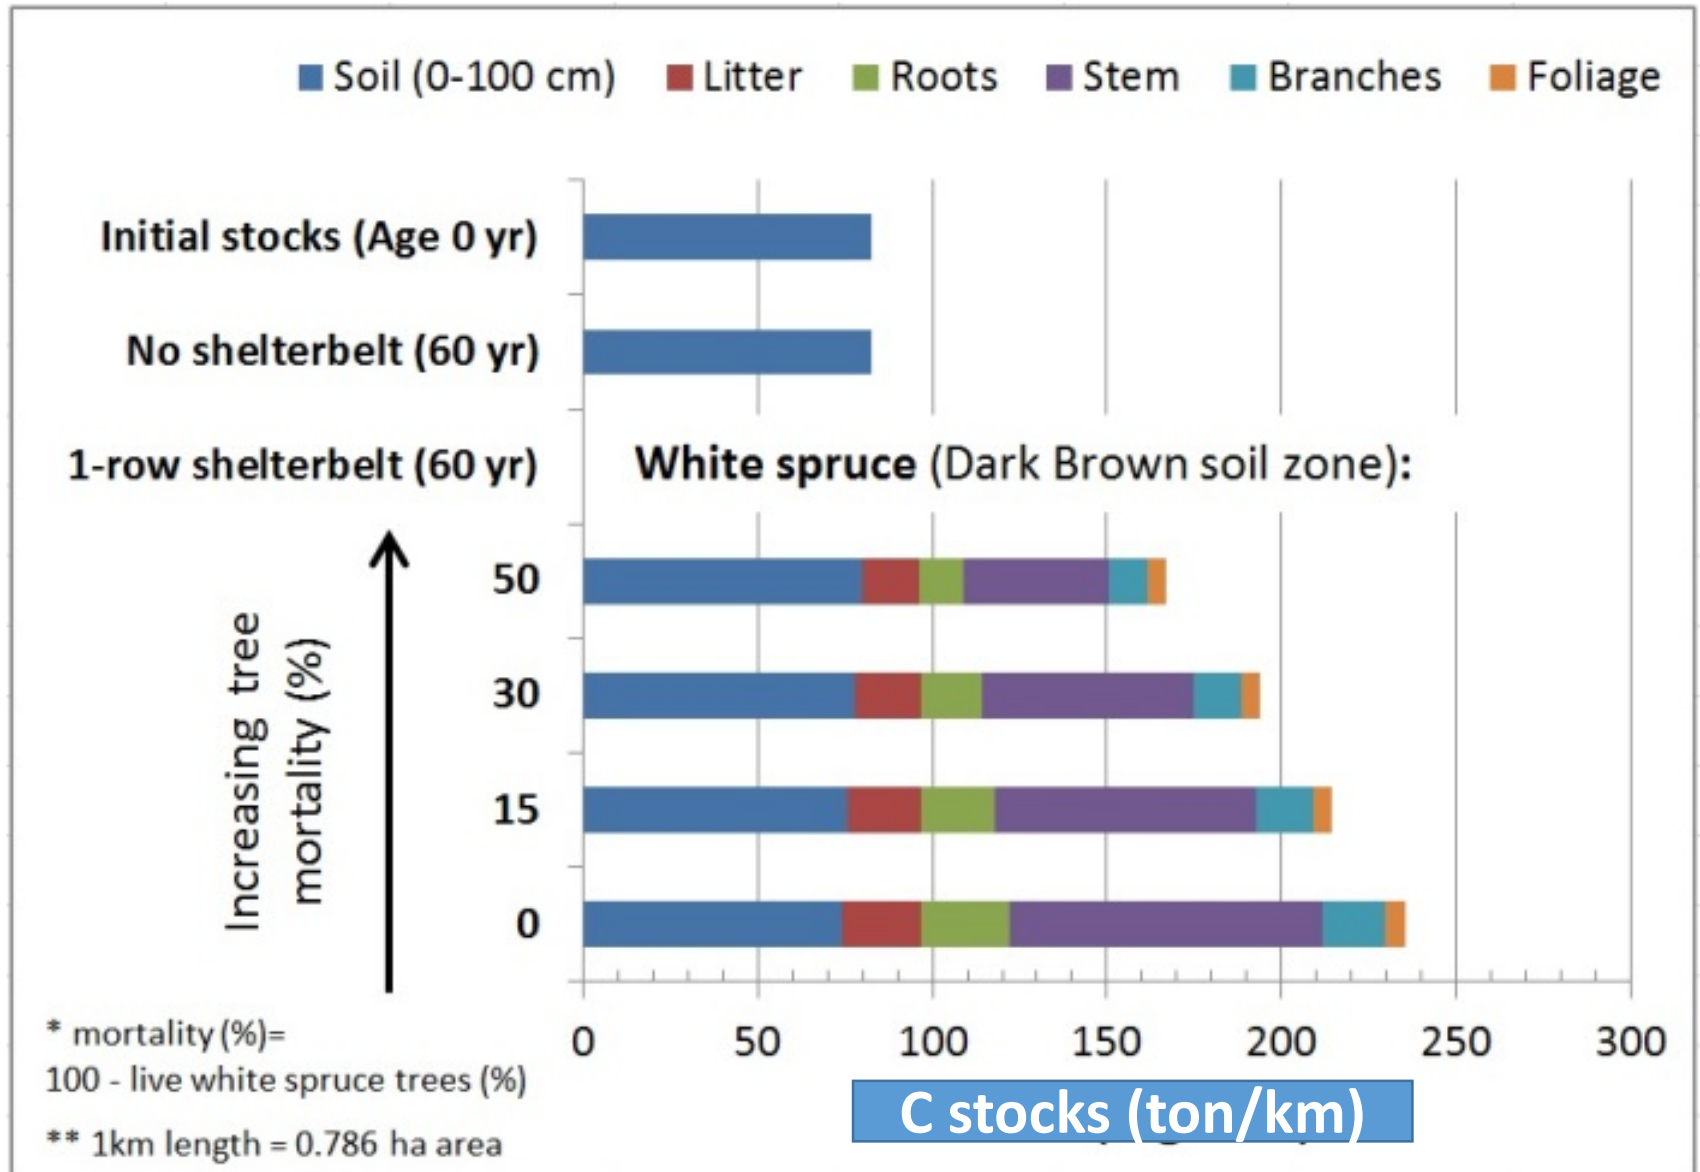 Soil (0-100 cm) Litter Roots Stem Branches Foliage
Initial stocks (Age 0 yr)
No shelterbelt (60 yr)
1-row shelterbelt (60 yr)
White spruce (Dark Brown soil zone):
50
30
15
0
Increasing tree
mortality (%)
0 50 100 150 200 250 300
C stocks (ton/km)
* mortality (%)=
100 - live white spruce trees (%)
** 1km length = 0.786 ha area